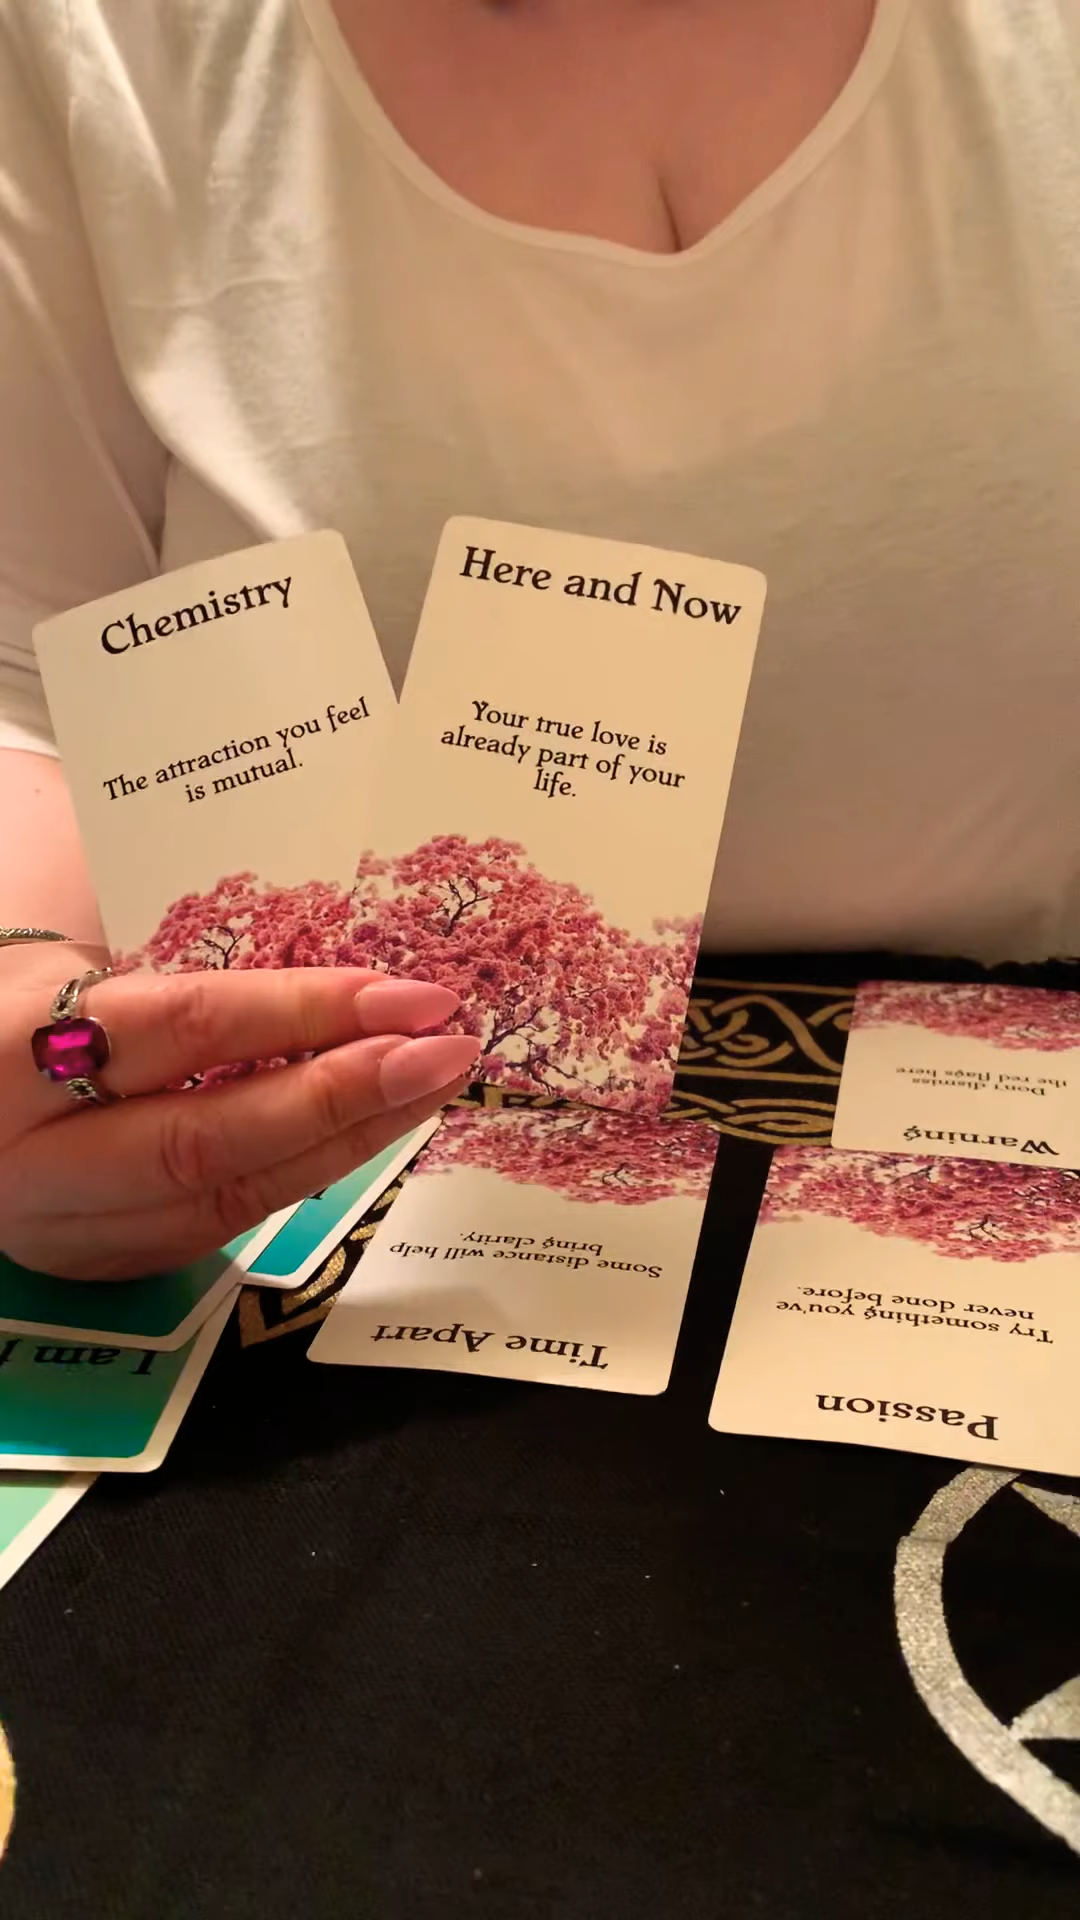 Chemistry
The attraction you feel
is mutual.
Here and Now
Your true love is
already part of your
life.
Warning
Don't dismiss
the red flags here
Time Apart
Some distance will help
bring clarity.
Passion
Try something you've
never done before.
I am